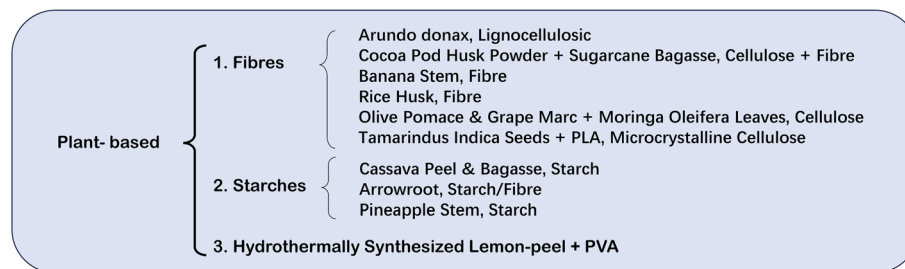 Plant- based
1. Fibres
Arundo donax, Lignocellulosic
Cocoa Pod Husk Powder + Sugarcane Bagasse, Cellulose + Fibre
Banana Stem, Fibre
Rice Husk, Fibre
Olive Pomace & Grape Marc + Moringa Oleifera Leaves, Cellulose
Tamarindus Indica Seeds + PLA, Microcrystalline Cellulose
2. Starches
Cassava Peel & Bagasse, Starch
Arrowroot, Starch/Fibre
Pineapple Stem, Starch
3. Hydrothermally Synthesized Lemon-peel + PVA